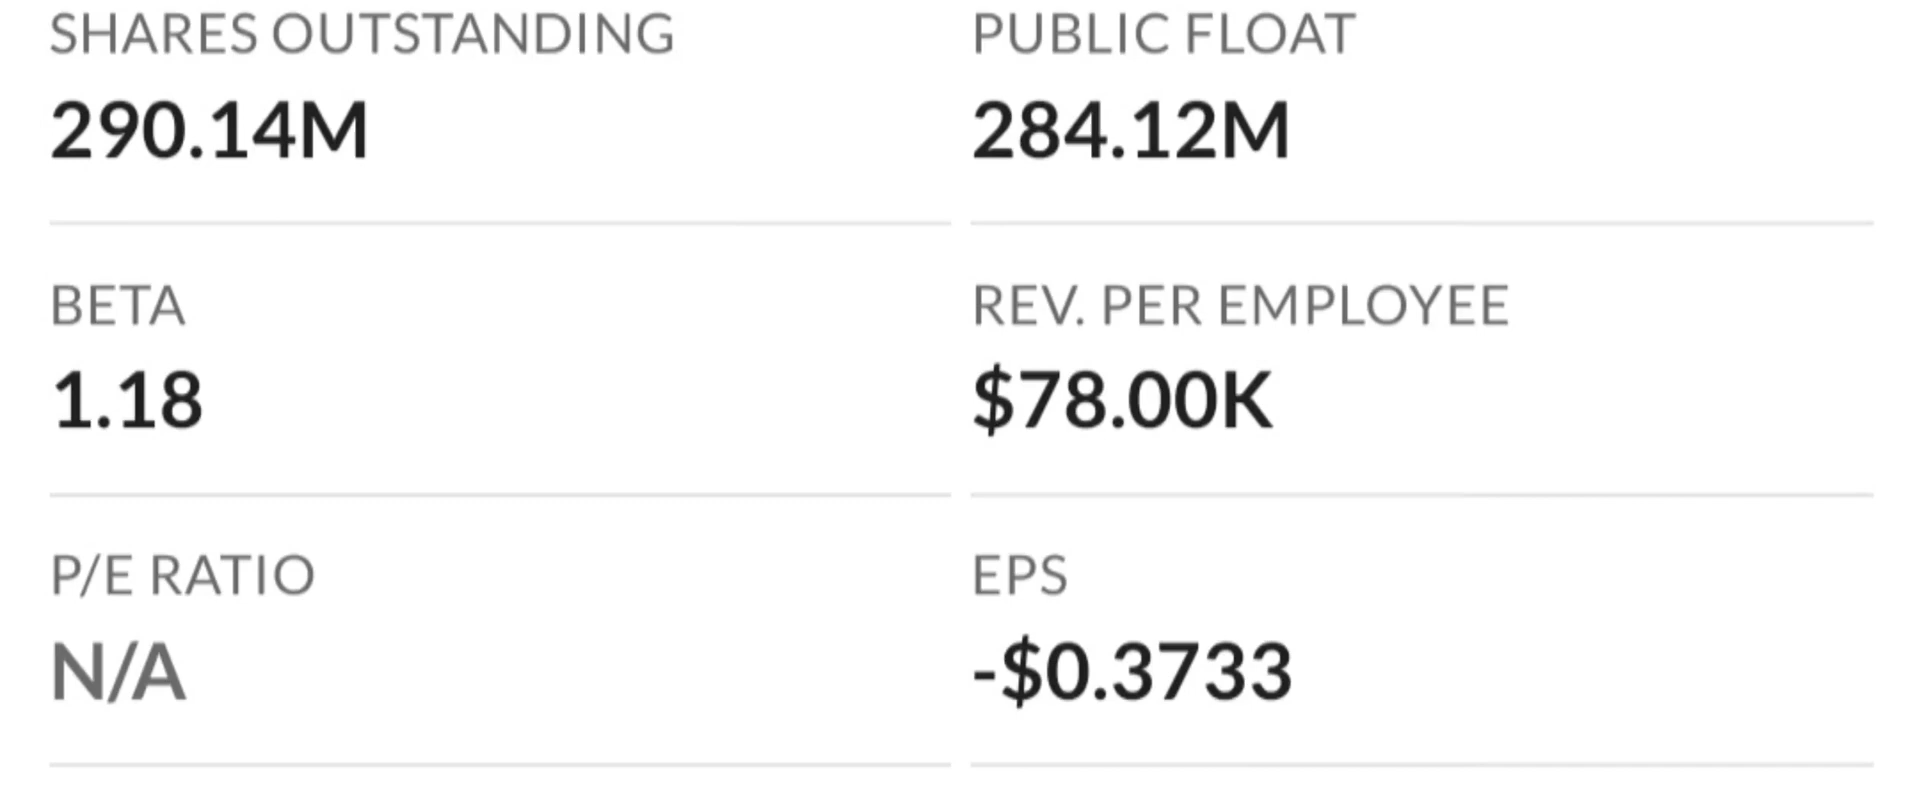 SHARES OUTSTANDING
290.14M
PUBLIC FLOAT
284.12M
BETA
1.18
REV. PER EMPLOYEE
$78.00K
P/E RATIO
N/A
EPS
-$0.3733